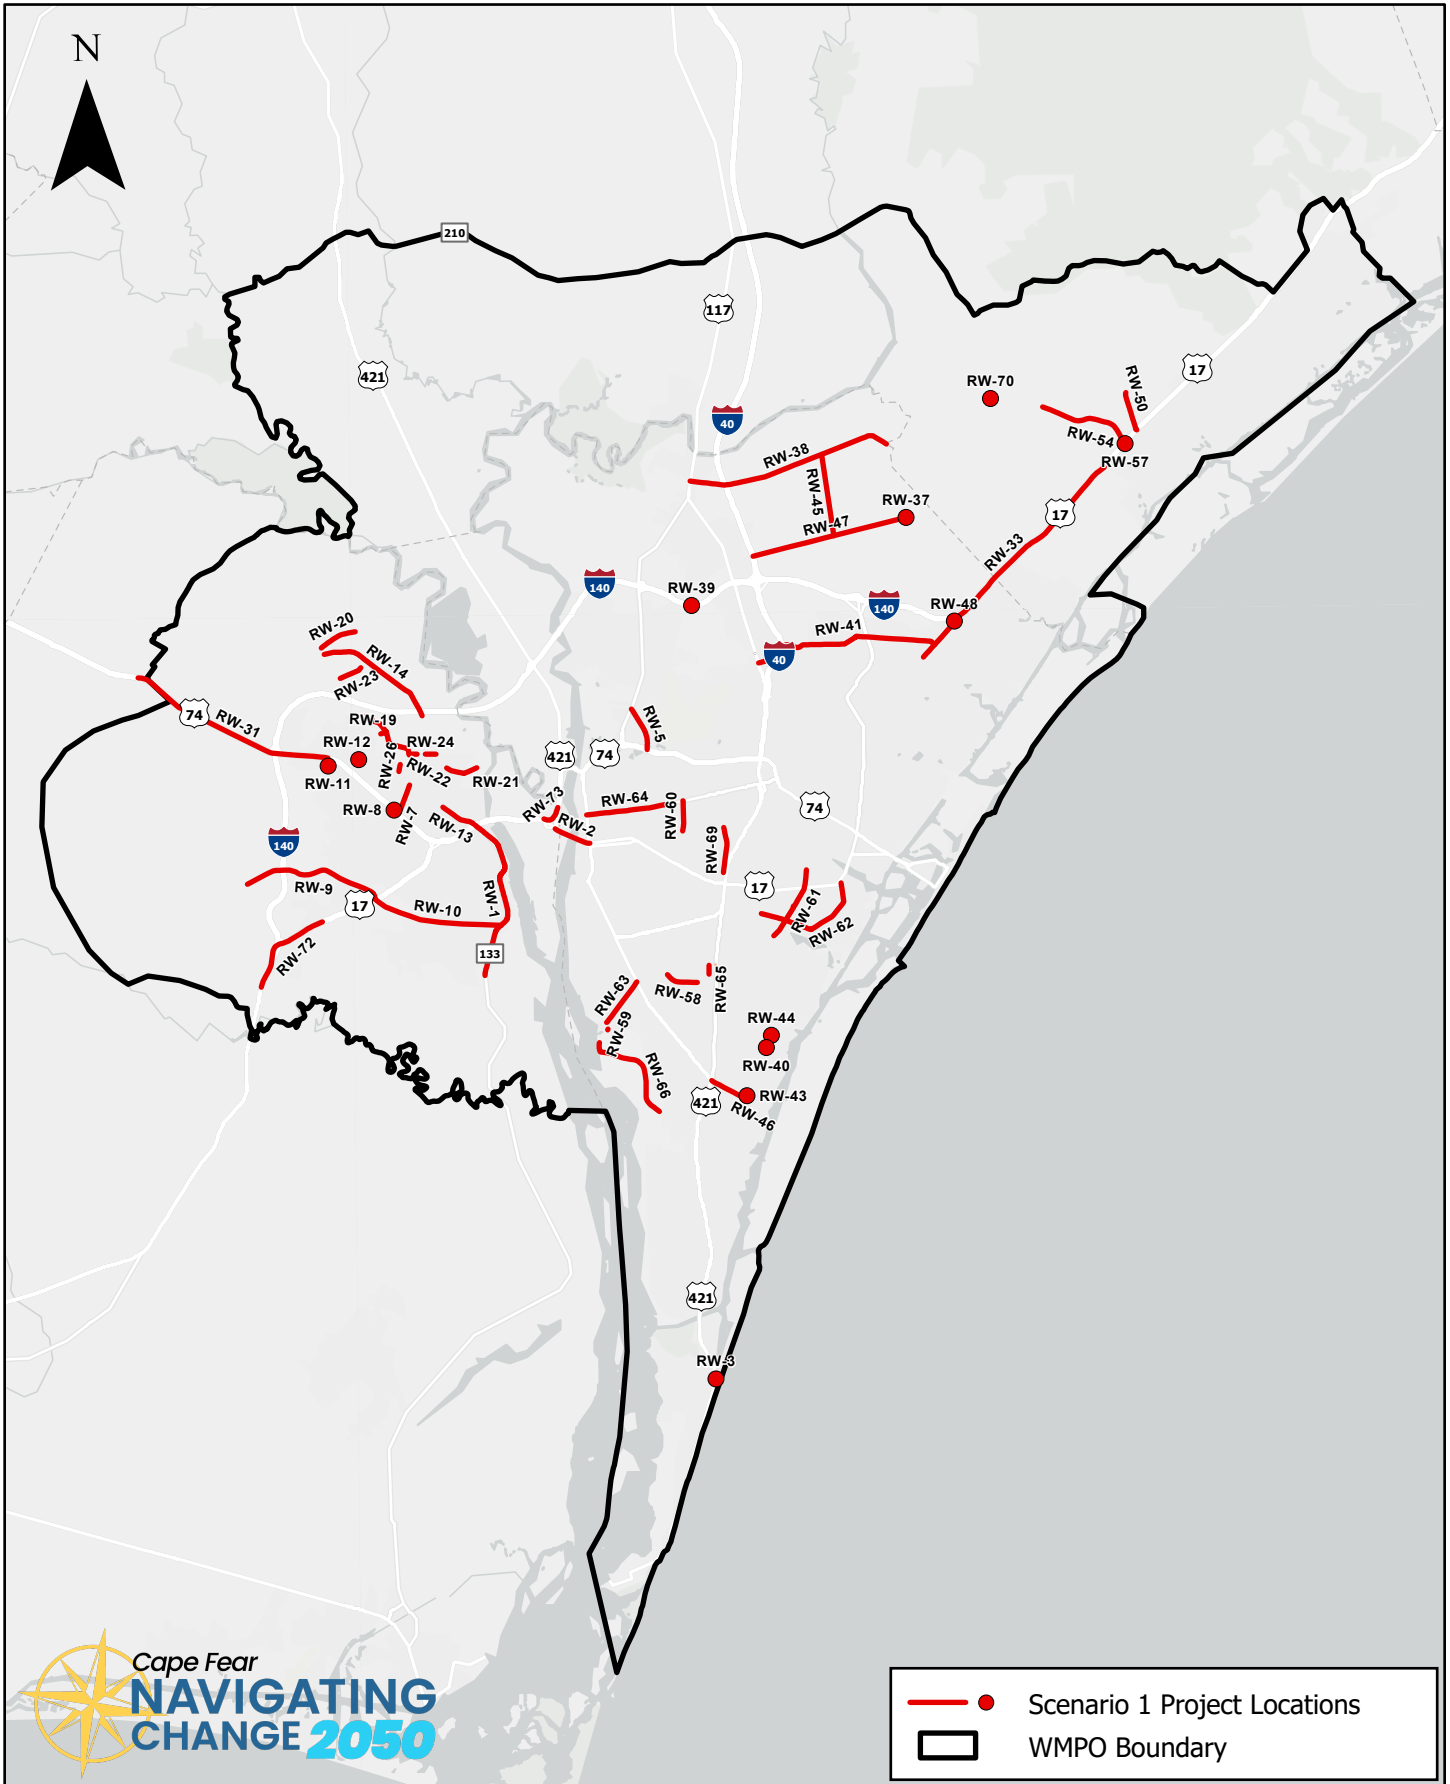 N
210
117
421
17
40
RW-70
RW-50
RW-54
RW-57
RW-38
RW-45
RW-37
RW-47
17
RW-33
140
RW-39
140
RW-48
RW-41
40
RW-20
RW-14
RW-23
74
RW-31
RW-19
RW-12
RW-24
RW-26
RW-22
RW-11
RW-21
RW-5
421
74
RW-8
RW-7
RW-13
RW-73
RW-2
RW-64
RW-60
74
RW-69
140
RW-9
17
RW-10
RW-1
17
RW-61
RW-62
RW-72
133
RW-63
RW-58
RW-65
RW-59
RW-44
RW-40
RW-66
RW-43
421
RW-46
421
RW-3
Cape Fear
NAVIGATING
CHANGE 2050
Scenario 1 Project Locations
WMPO Boundary